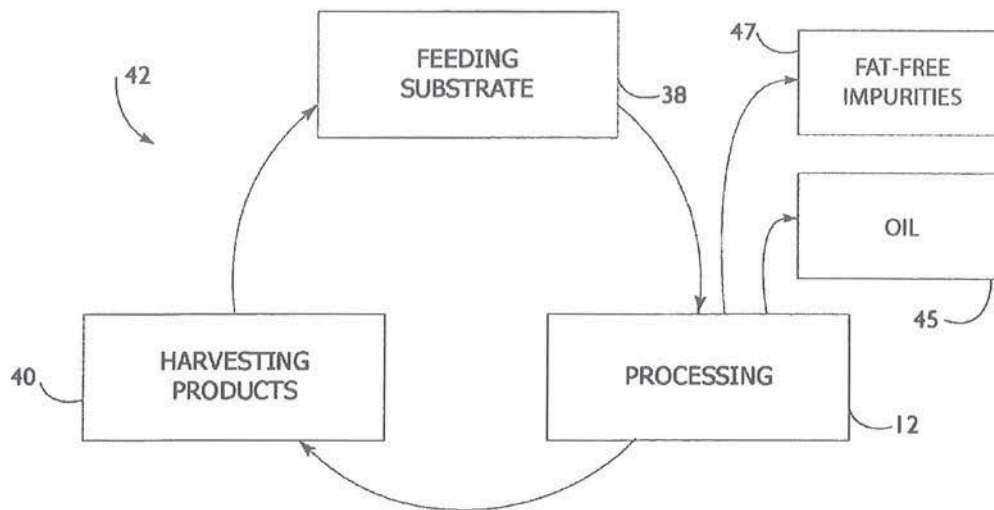 FEEDING
SUBSTRATE
38
42
47
FAT-FREE
IMPURITIES
OIL
45
HARVESTING
PRODUCTS
40
PROCESSING
12